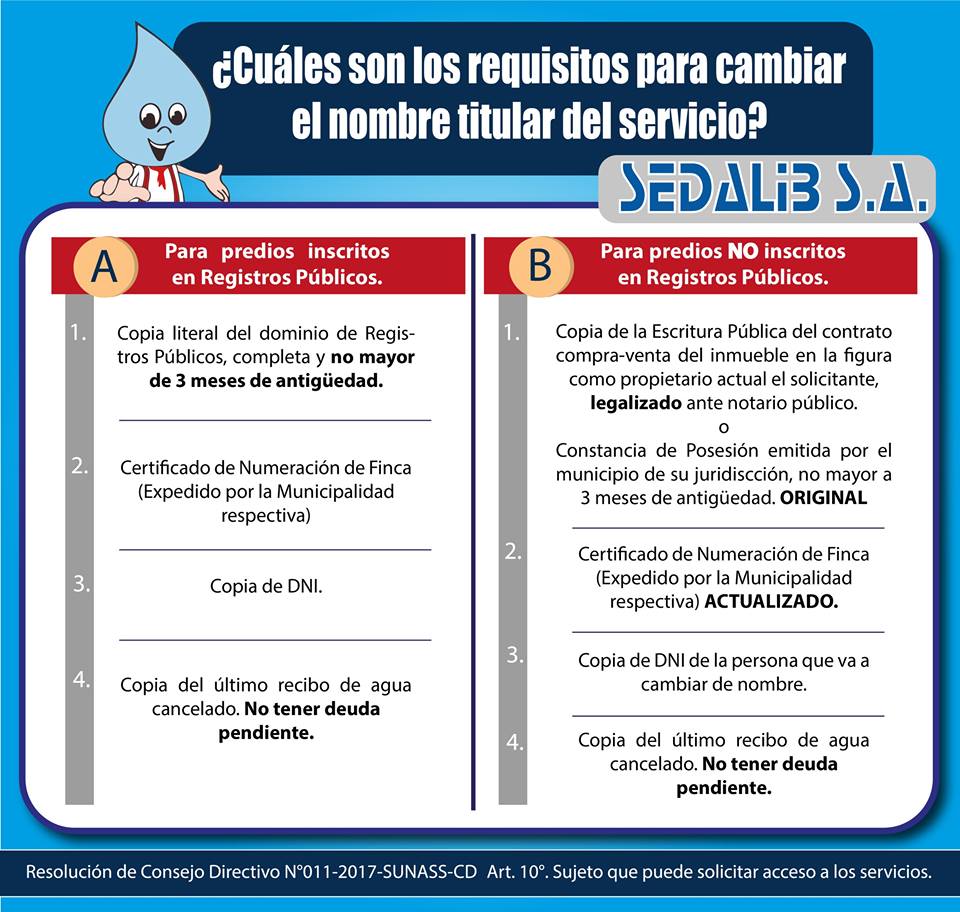 ¿Cuáles son los requisitos para cambiar
el nombre titular del servicio?
SEDALIB S.A.
A
Para predios inscritos
en Registros Públicos.
1.
Copia literal del dominio de Regis-
tros Públicos, completa y no mayor
de 3 meses de antigüedad.
2.
Certificado de Numeración de Finca
(Expedido por la Municipalidad
respectiva)
3.
Copia de DNI.
4.
Copia del último recibo de agua
cancelado. No tener deuda
pendiente.
B
Para predios NO inscritos
en Registros Públicos.
1.
Copia de la Escritura Pública del contrato
compra-venta del inmueble en la figura
como propietario actual el solicitante,
legalizado ante notario público.
o
Constancia de Posesión emitida por el
municipio de su juridiscción, no mayor a
3 meses de antigüedad. ORIGINAL
2.
Certificado de Numeración de Finca
(Expedido por la Municipalidad
respectiva) ACTUALIZADO.
3.
Copia de DNI de la persona que va a
cambiar de nombre.
4.
Copia del último recibo de agua
cancelado. No tener deuda
pendiente.
Resolución de Consejo Directivo N°011-2017-SUNASS-CD Art. 10°. Sujeto que puede solicitar acceso a los servicios.